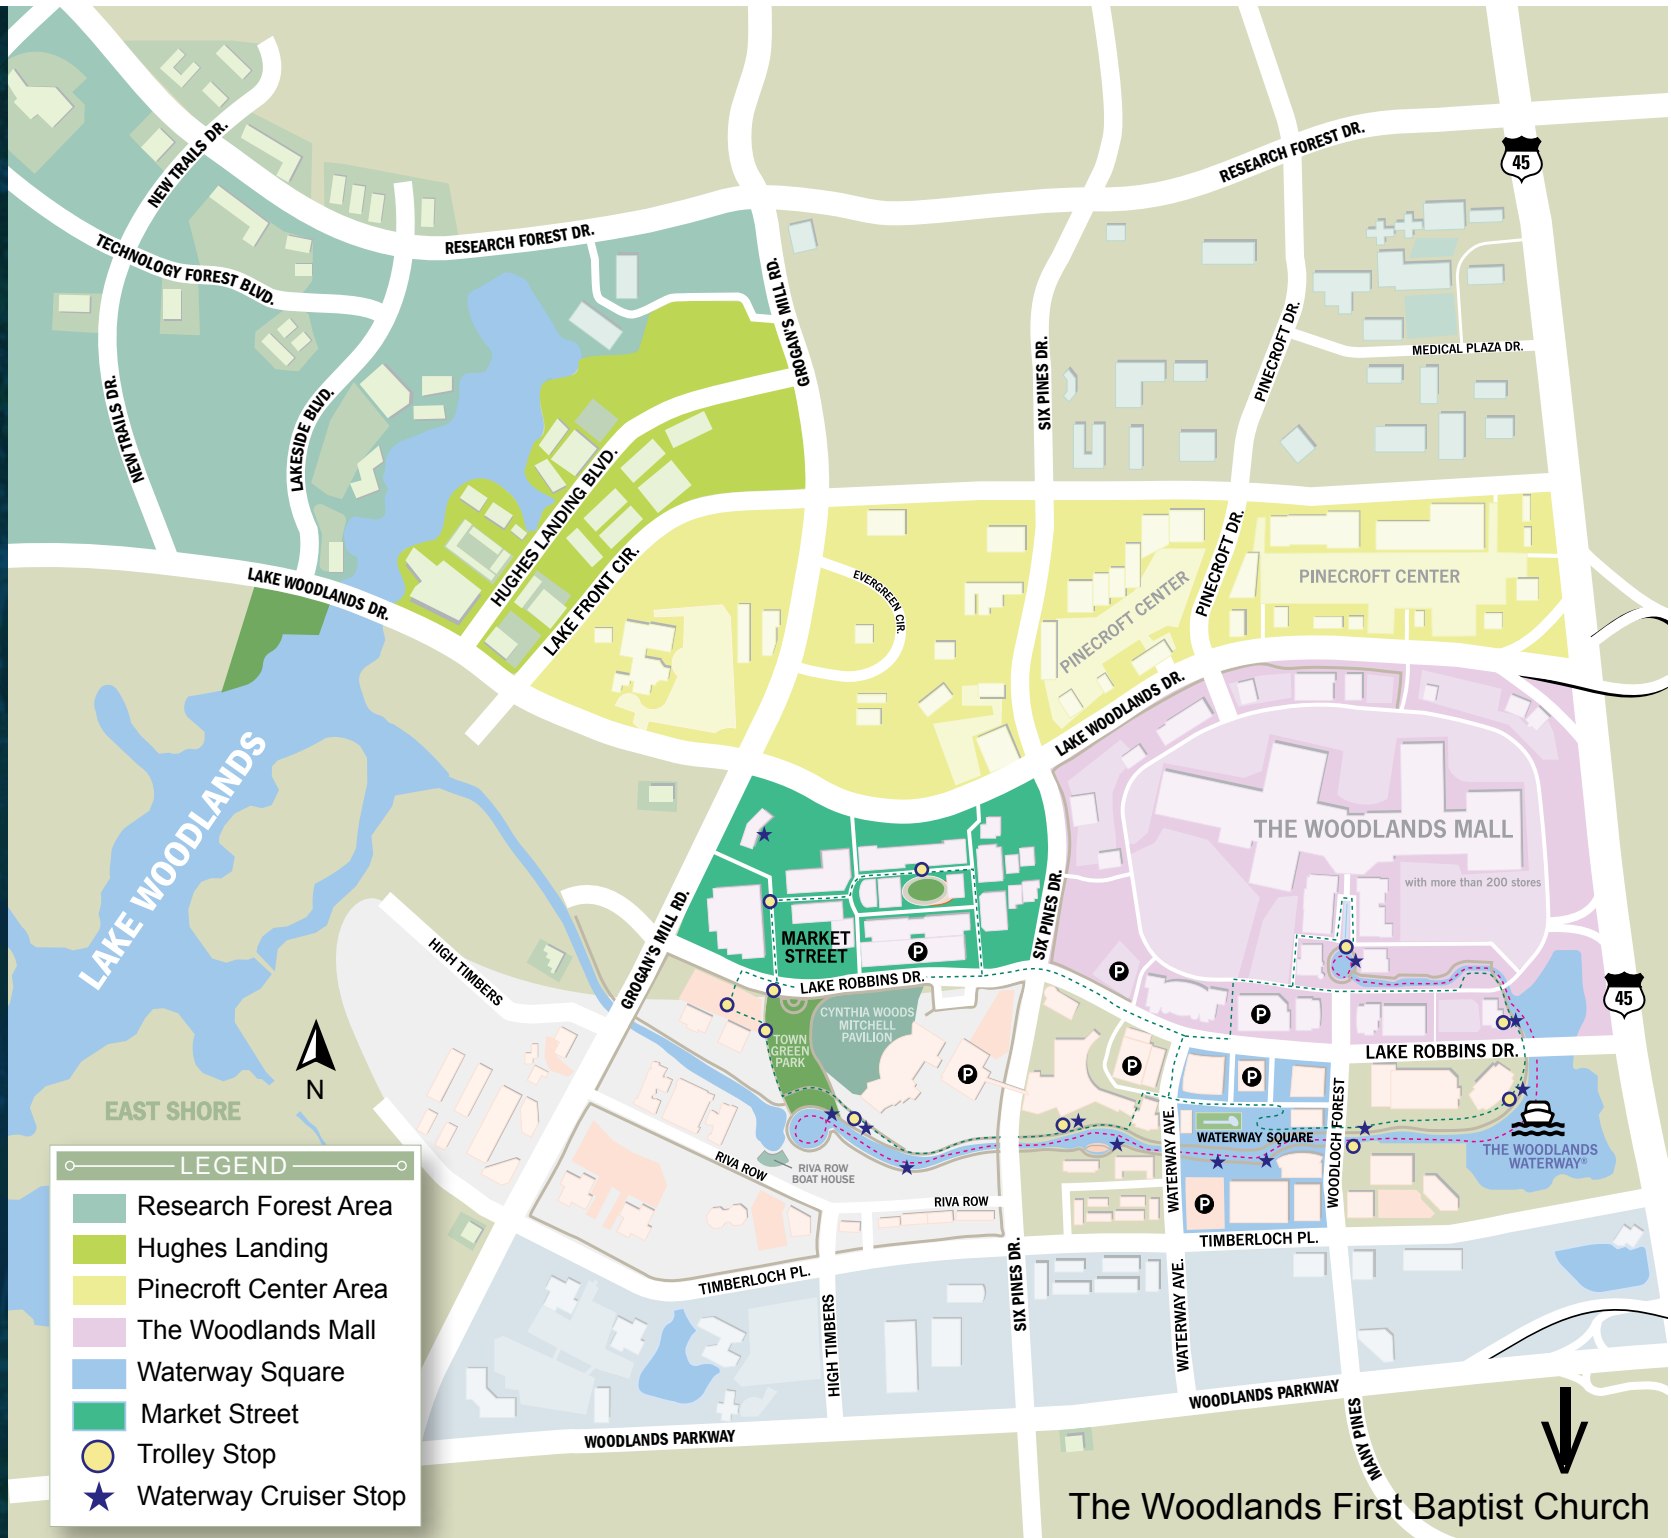 NEW TRAILS DR.
RESEARCH FOREST DR.
45
TECHNOLOGY FOREST BLVD.
RESEARCH FOREST DR.
GROGAN'S MILL RD.
SIX PINES DR.
PINECROFT DR.
MEDICAL PLAZA DR.
NEW TRAILS DR.
LAKESIDE BLVD.
HUGHES LANDING BLVD.
LAKE FRONT CIR.
LAKE WOODLANDS DR.
EVERGREEN CIR.
PINECROFT CENTER
PINECROFT DR.
PINECROFT CENTER
LAKE WOODLANDS DR.
LAKE WOODLANDS
THE WOODLANDS MALL
with more than 200 stores
GROGAN'S MILL RD.
SIX PINES DR.
MARKET
STREET
P
HIGH TIMBERS
LAKE ROBBINS DR.
P
45
CYNTHIA WOODS
MITCHELL
PAVILION
P
TOWN
GREEN
PARK
LAKE ROBBINS DR.
P
P
P
N
EAST SHORE
WATERWAY AVE.
WATERWAY SQUARE
WOODLOCH FOREST
THE WOODLANDS
WATERWAY®
RIVA ROW
RIVA ROW
BOAT HOUSE
RIVA ROW
P
TIMBERLOCH PL.
TIMBERLOCH PL.
SIX PINES DR.
WATERWAY AVE.
HIGH TIMBERS
WOODLANDS PARKWAY
WOODLANDS PARKWAY
MANY PINES
LEGEND
Research Forest Area
Hughes Landing
Pinecroft Center Area
The Woodlands Mall
Waterway Square
Market Street
Trolley Stop
Waterway Cruiser Stop
The Woodlands First Baptist Church